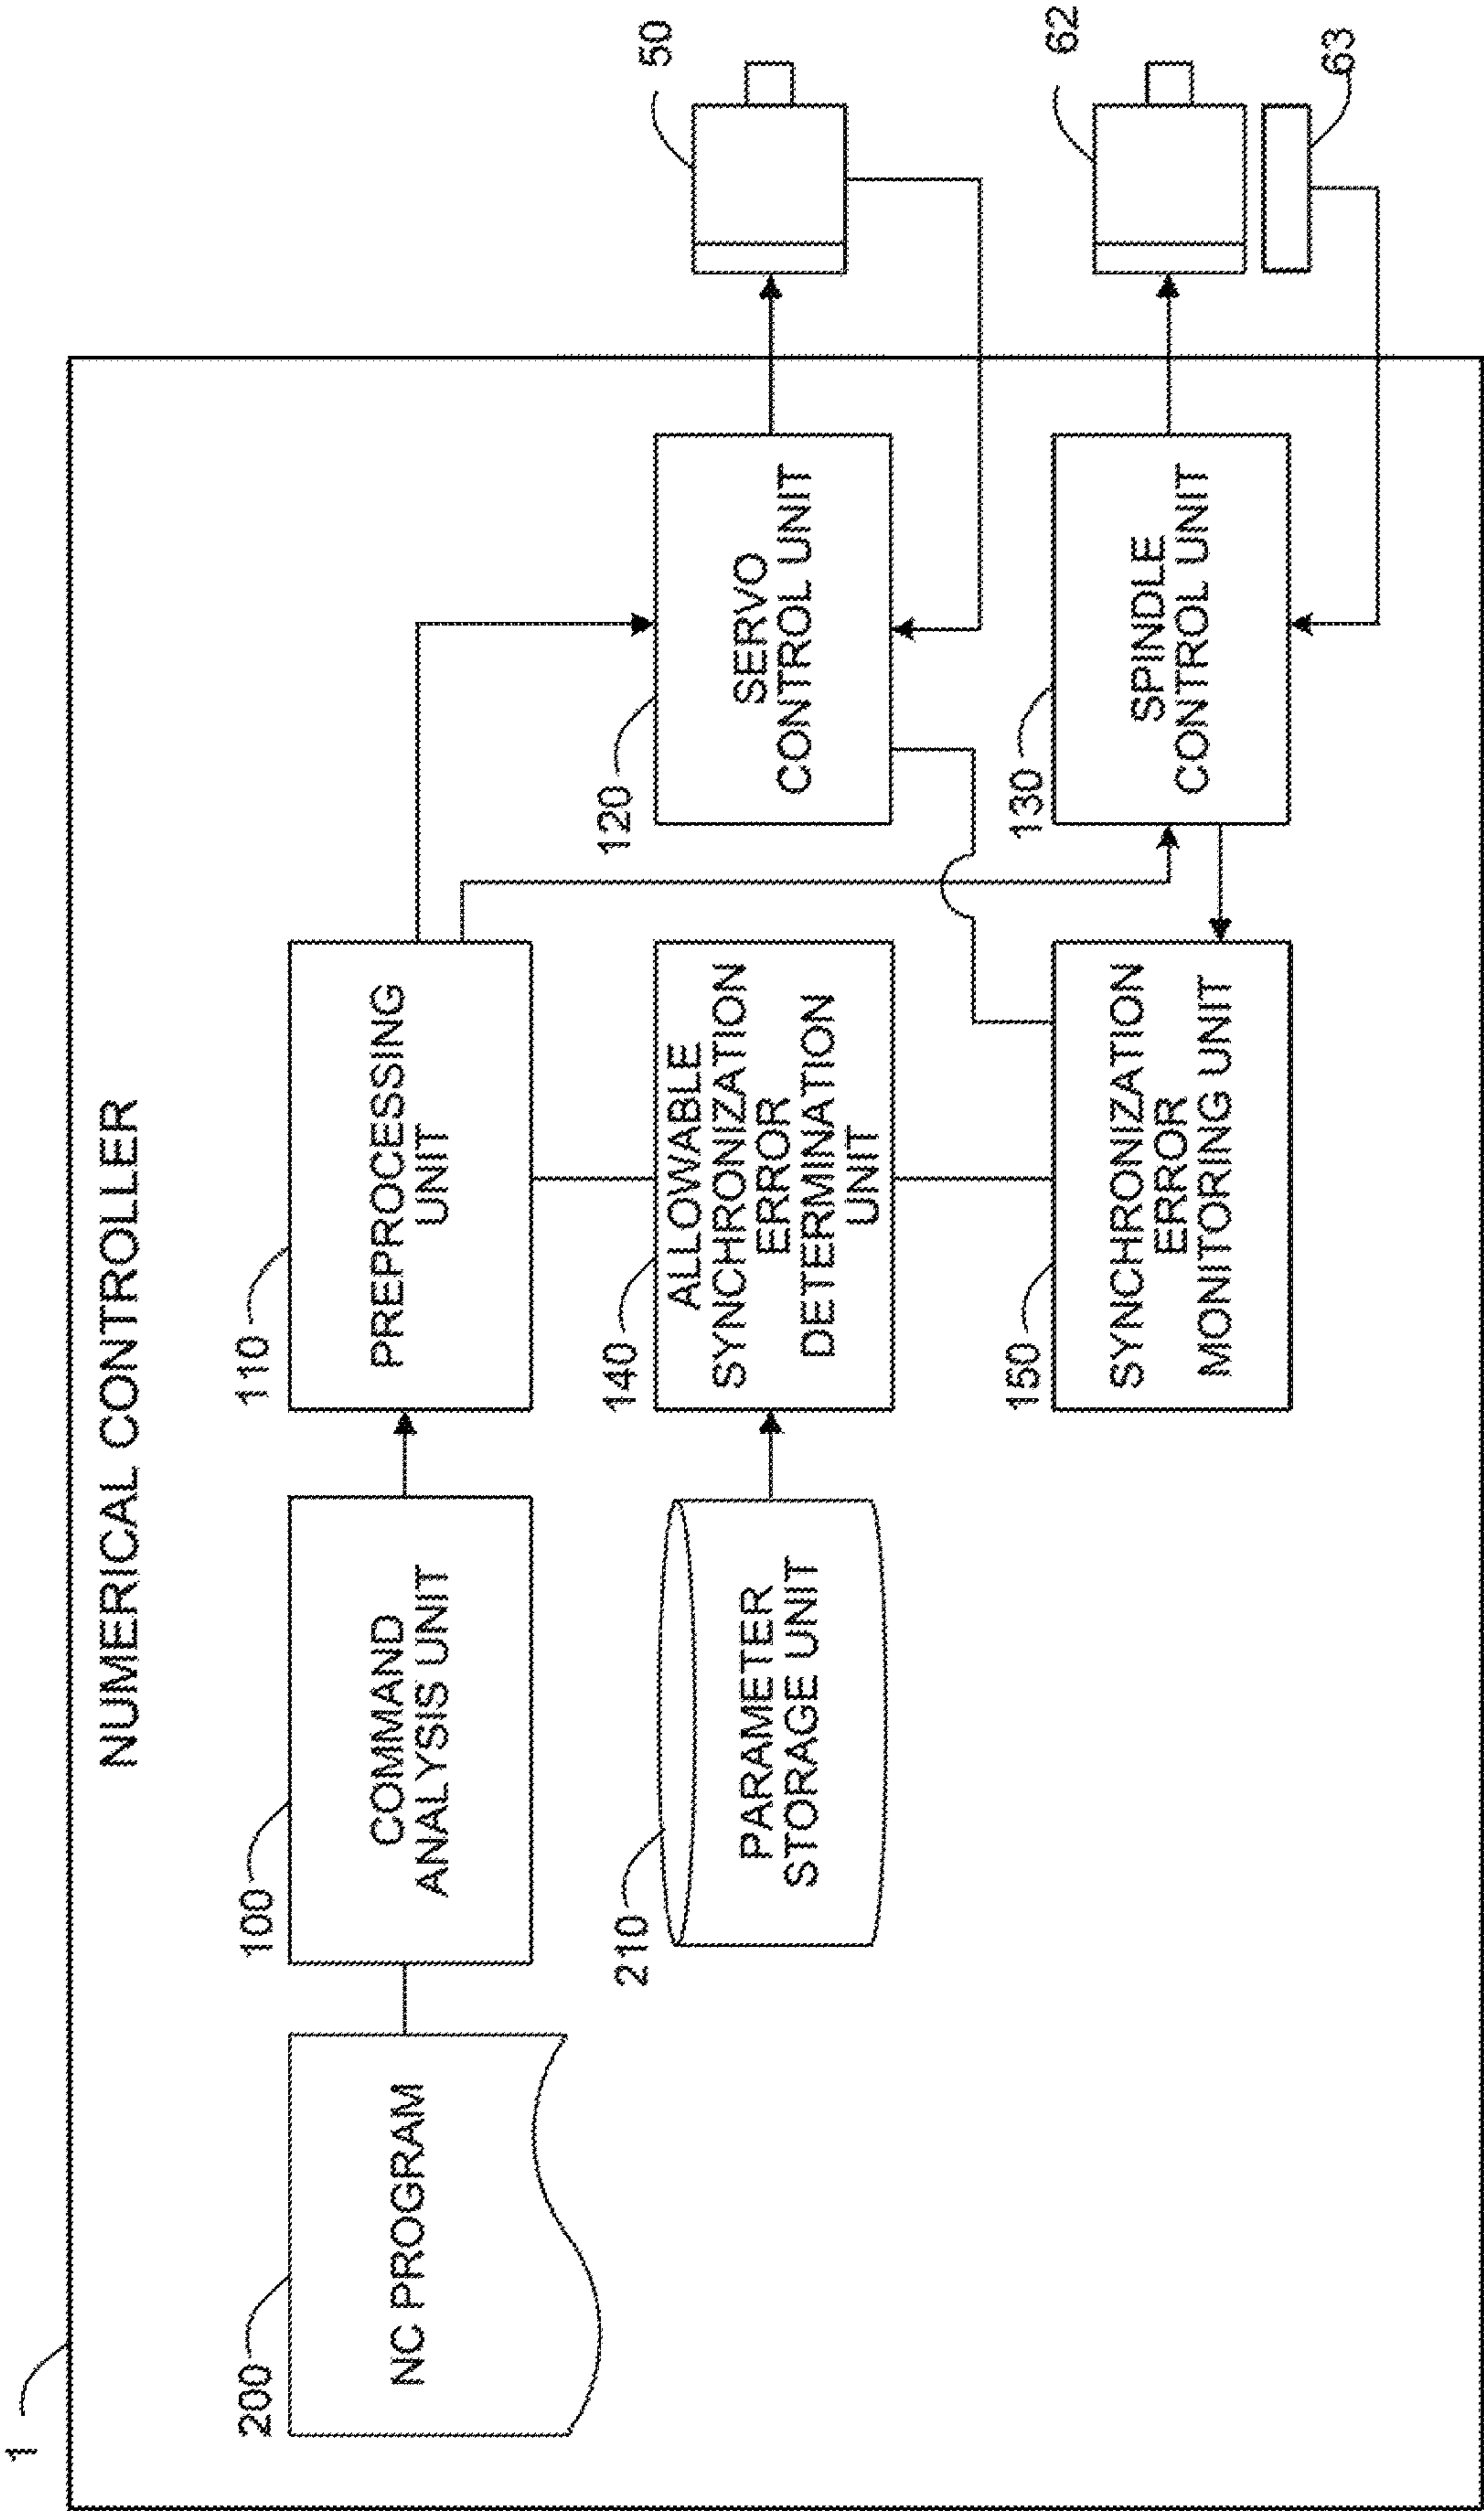 1
NUMERICAL CONTROLLER
200
NC PROGRAM
100
COMMAND
ANALYSIS UNIT
110
PREPROCESSING
UNIT
210
PARAMETER
STORAGE UNIT
140
ALLOWABLE
SYNCHRONIZATION
ERROR
DETERMINATION
UNIT
120
SERVO
CONTROL UNIT
50
150
SYNCHRONIZATION
ERROR
MONITORING UNIT
130
SPINDLE
CONTROL UNIT
62
63